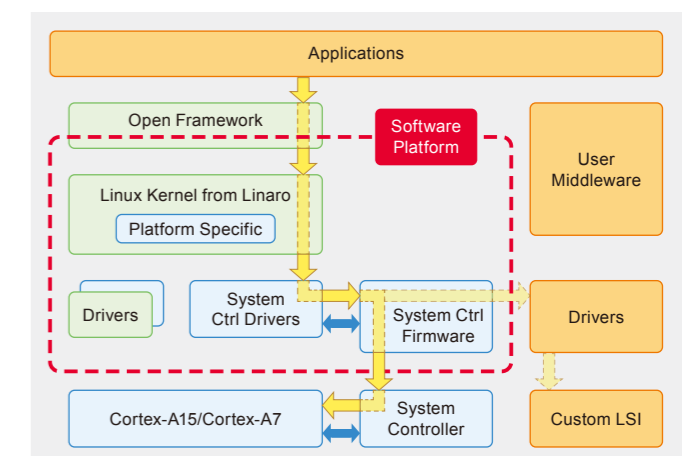 Applications
Open Framework
Software
Platform
User
Middleware
Linux Kernel from Linaro
Platform Specific
Drivers
System
Ctrl Drivers
System Ctrl
Firmware
Drivers
Cortex-A15/Cortex-A7
System
Controller
Custom LSI